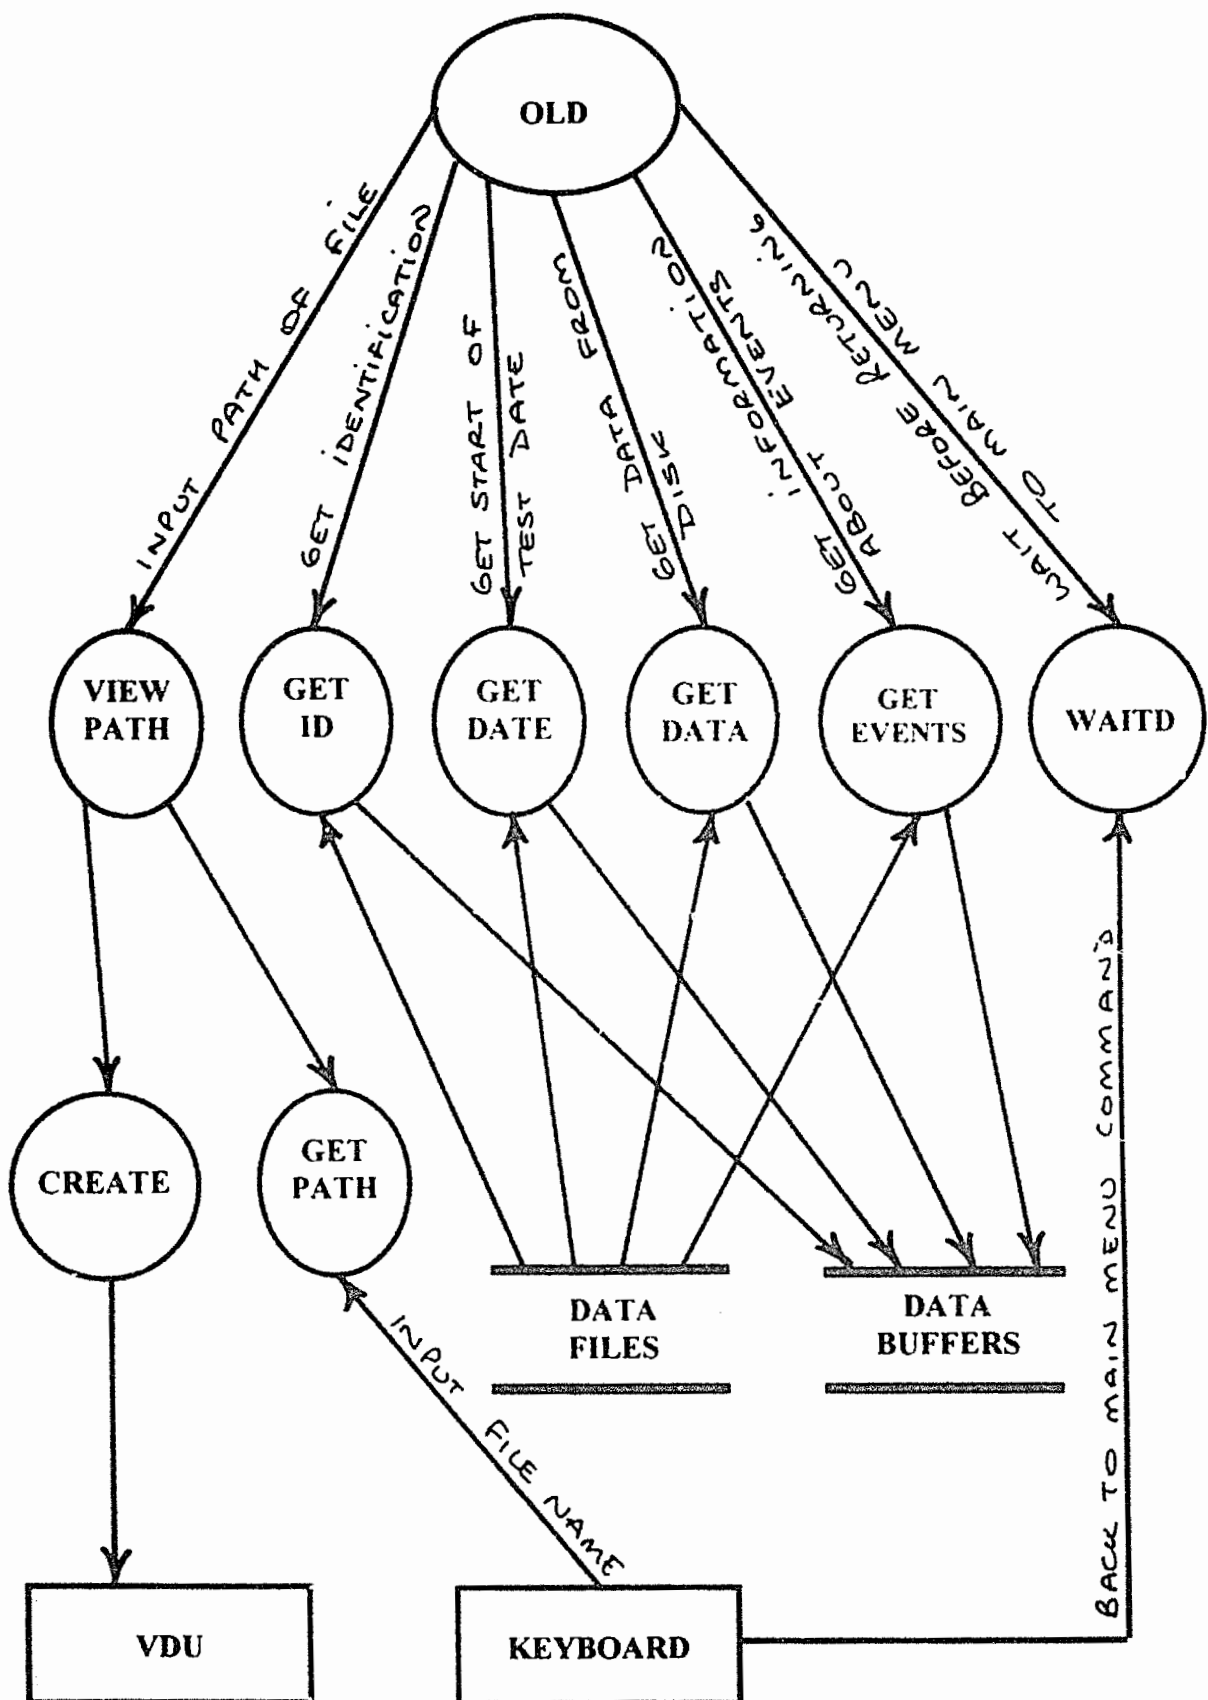 OLD
INPUT PATH OF FILE
GET IDENTIFICATION
GET START OF
TEST DATE
GET DATA FROM
DISK
GET INFORMATION
ABOUT EVENTS
WAIT BEFORE RETURNING
TO MAIN MENU
VIEW
PATH
GET
ID
GET
DATE
GET
DATA
GET
EVENTS
WAITD
CREATE
GET
PATH
DATA
FILES
DATA
BUFFERS
INPUT FILE NAME
BACK TO MAIN MENU COMMAND
VDU
KEYBOARD